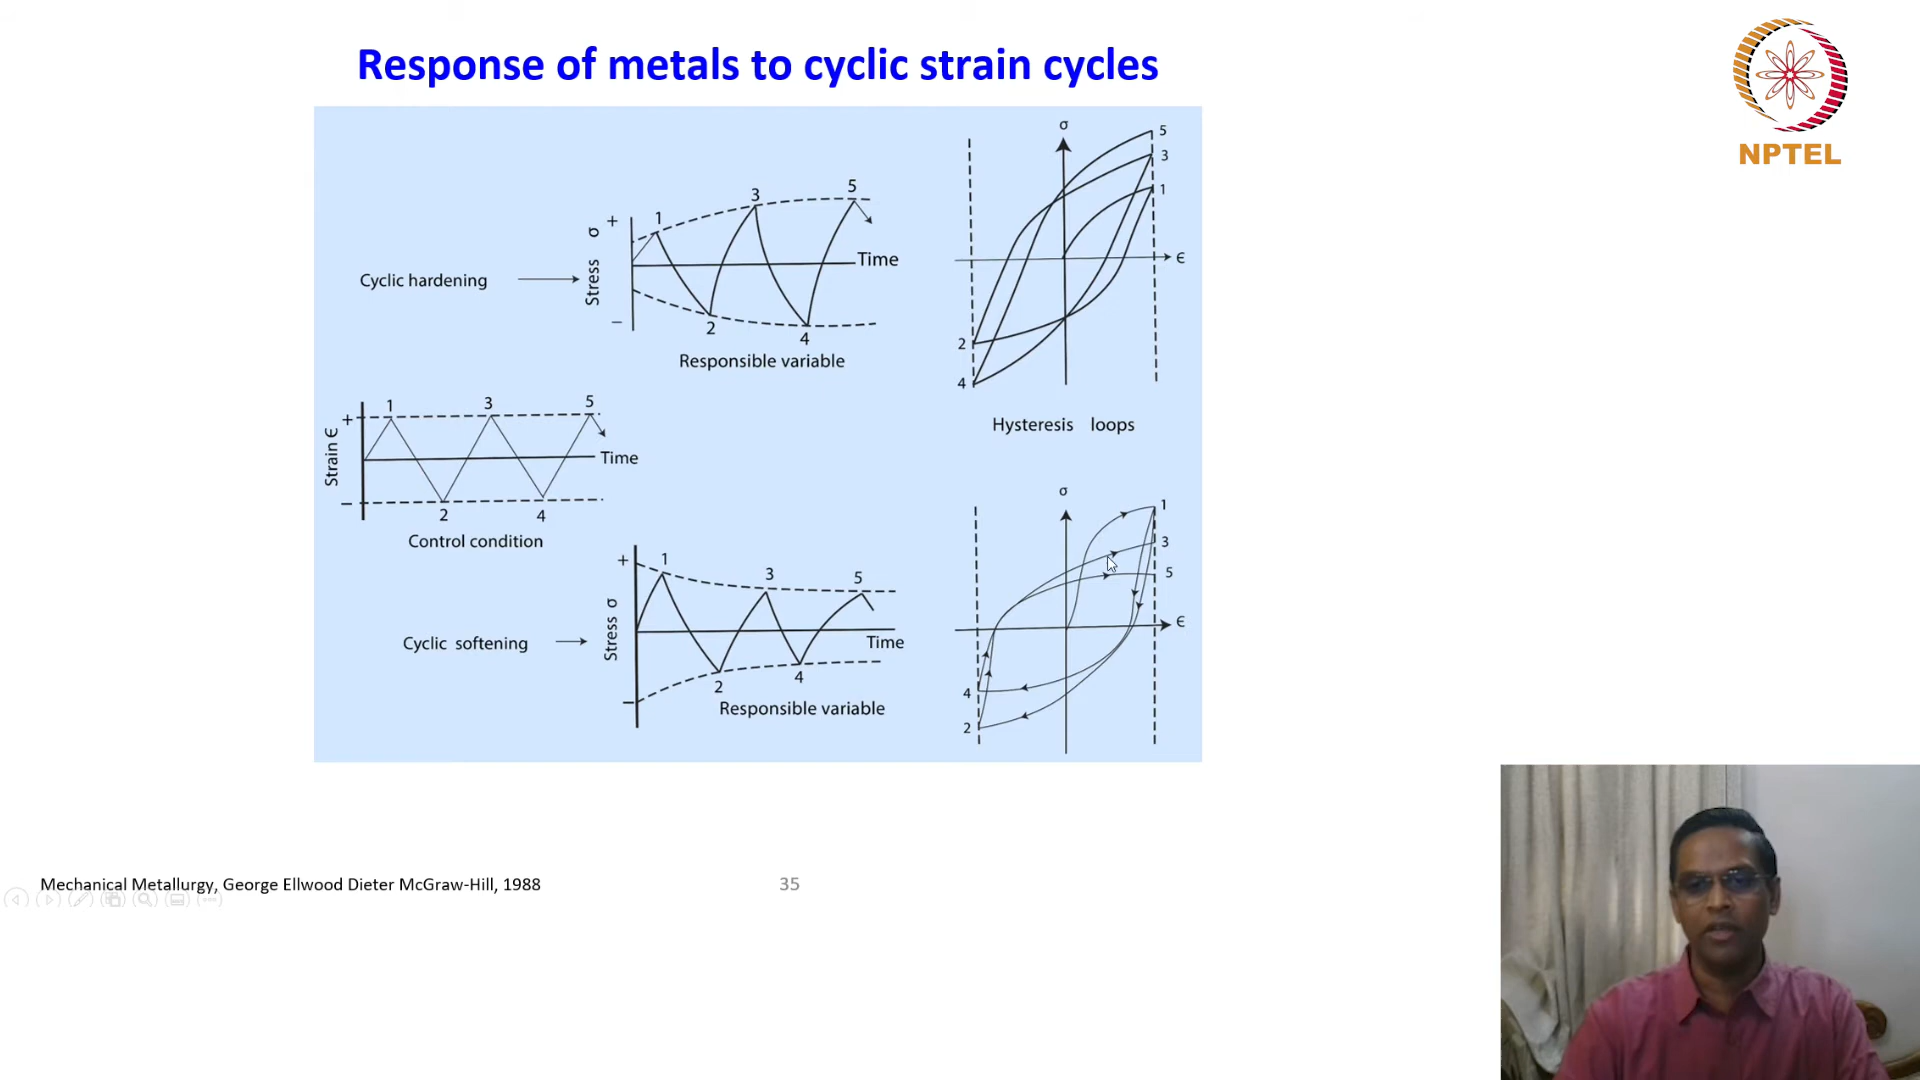 Response of metals to cyclic strain cycles
NPTEL
σ
5
3
1
ϵ
2
4
Hysteresis loops
Cyclic hardening
Stress σ
+
−
1
3
5
2
4
Time
Responsible variable
Strain ϵ
+
−
1
3
5
2
4
Time
Control condition
Cyclic softening
Stress σ
+
−
1
3
5
2
4
Time
Responsible variable
σ
1
3
5
ϵ
4
2
Mechanical Metallurgy, George Ellwood Dieter McGraw-Hill, 1988
35